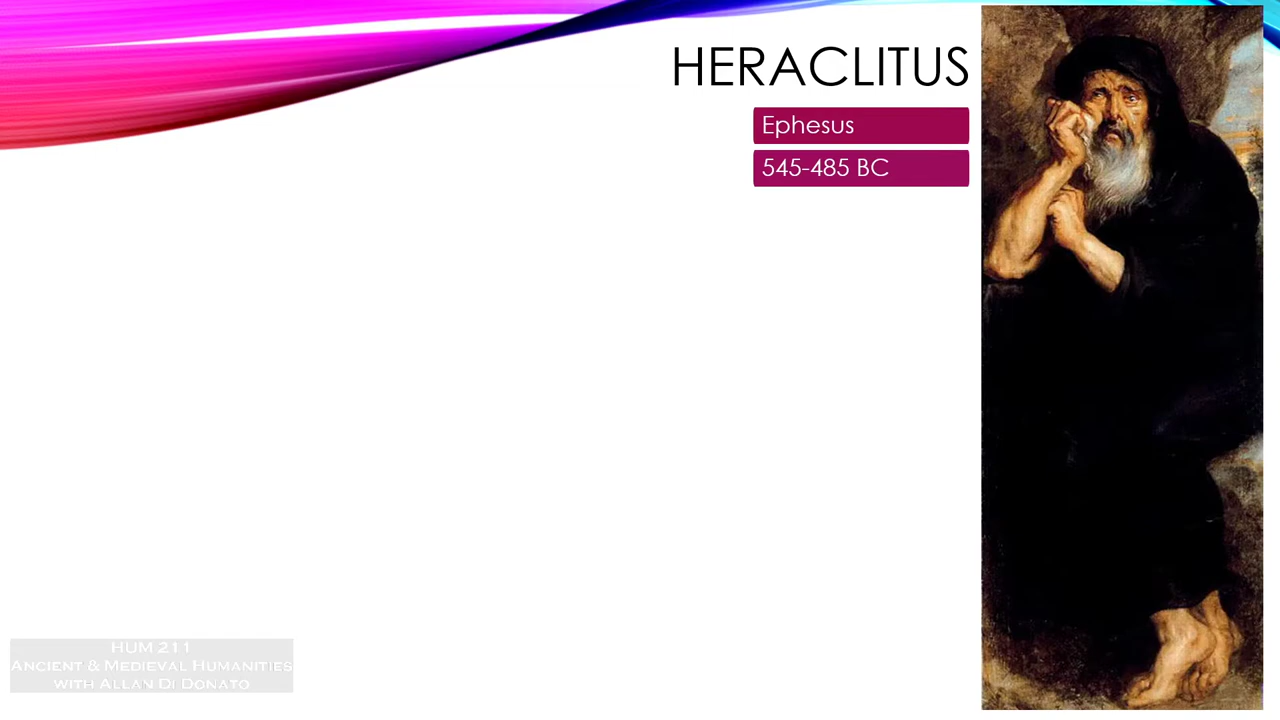 HERACLITUS
Ephesus
545-485 BC
HUM 211
Ancient & Medieval Humanities
with Allan Di Donato